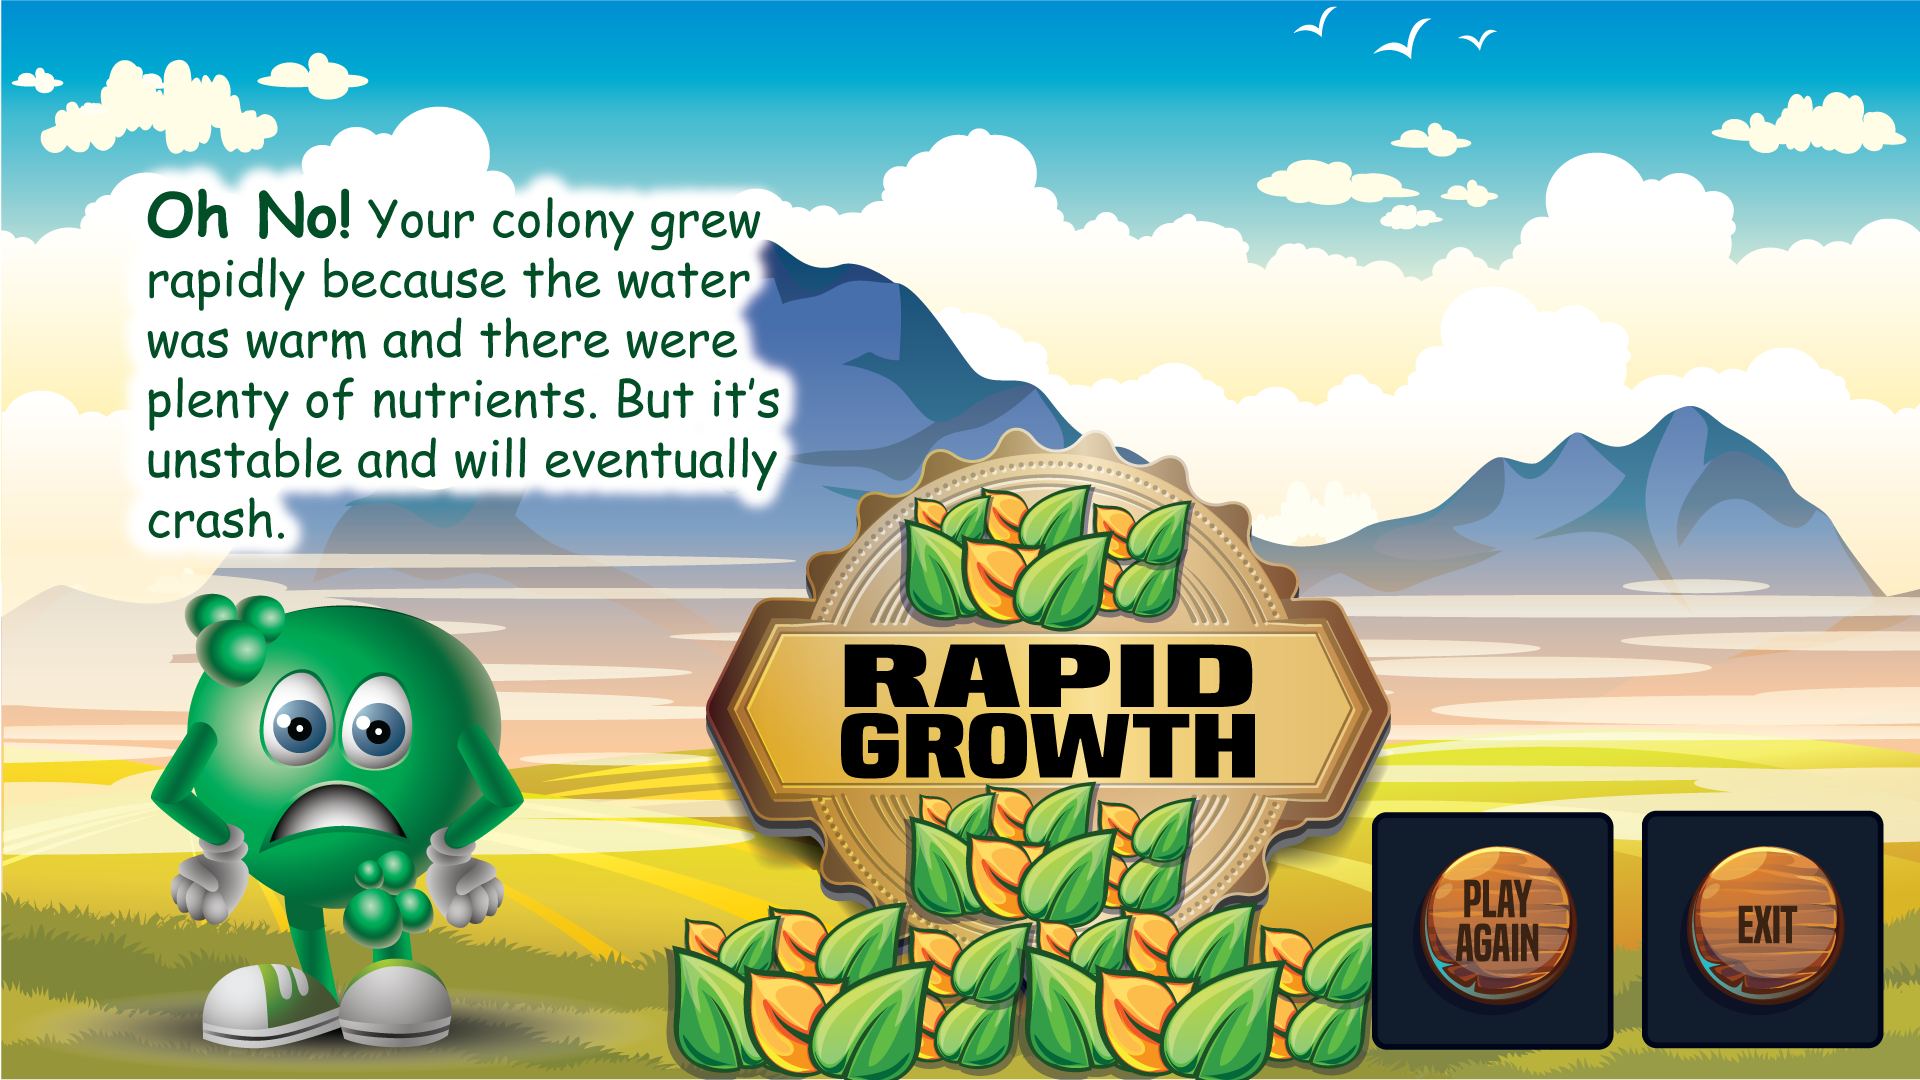 Oh No! Your colony grew
rapidly because the water
was warm and there were
plenty of nutrients. But it's
unstable and will eventually
crash.
RAPID
GROWTH
PLAY
AGAIN
EXIT